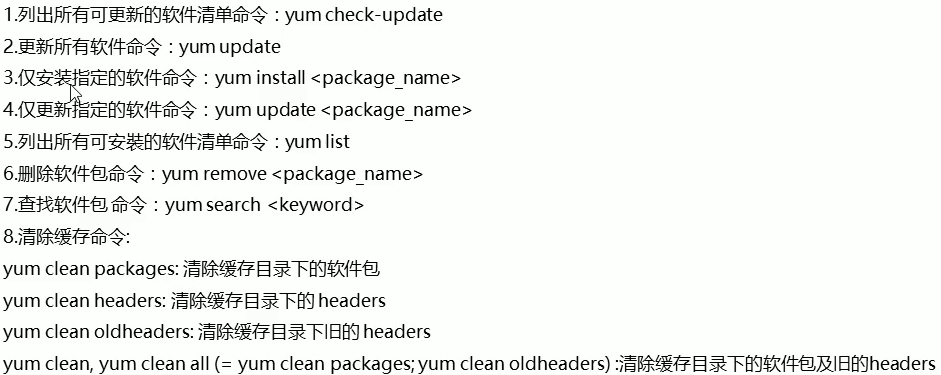 1.列出所有可更新的软件清单命令：yum check-update
2.更新所有软件命令：yum update
3.仅安装指定的软件命令：yum install <package_name>
4.仅更新指定的软件命令：yum update <package_name>
5.列出所有可安裝的软件清单命令：yum list
6.删除软件包命令：yum remove <package_name>
7.查找软件包 命令：yum search <keyword>
8.清除缓存命令:
yum clean packages: 清除缓存目录下的软件包
yum clean headers: 清除缓存目录下的 headers
yum clean oldheaders: 清除缓存目录下旧的 headers
yum clean, yum clean all (= yum clean packages; yum clean oldheaders) :清除缓存目录下的软件包及旧的headers